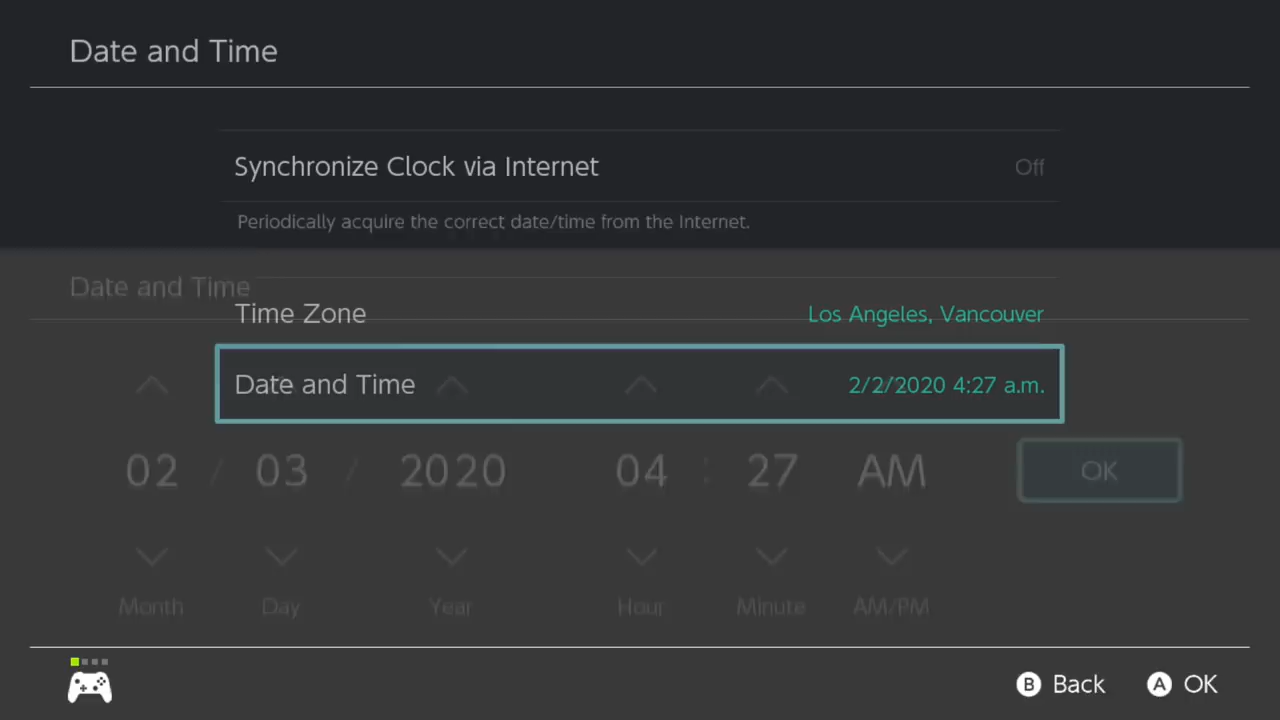 Date and Time
Synchronize Clock via Internet Off
Periodically acquire the correct date/time from the Internet.
Date and Time
Time Zone Los Angeles, Vancouver
Date and Time 2/2/2020 4:27 a.m.
02 / 03 / 2020 04 : 27 AM OK
Month Day Year Hour Minute AM/PM
B Back A OK